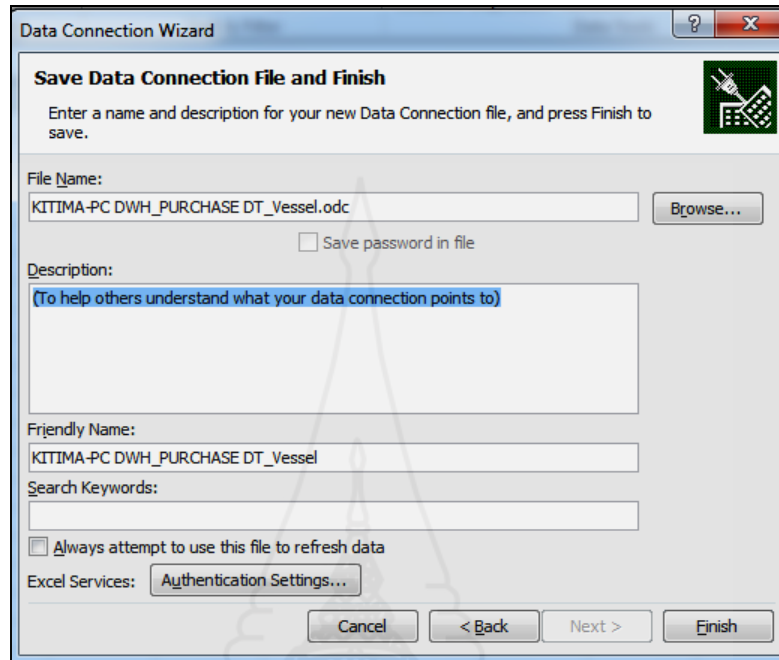 Data Connection Wizard
Save Data Connection File and Finish
Enter a name and description for your new Data Connection file, and press Finish to
save.
File Name:
KITIMA-PC DWH_PURCHASE DT_Vessel.odc
Browse...
Save password in file
Description:
(To help others understand what your data connection points to)
Friendly Name:
KITIMA-PC DWH_PURCHASE DT_Vessel
Search Keywords:
Always attempt to use this file to refresh data
Excel Services: Authentication Settings...
Cancel < Back Next > Finish